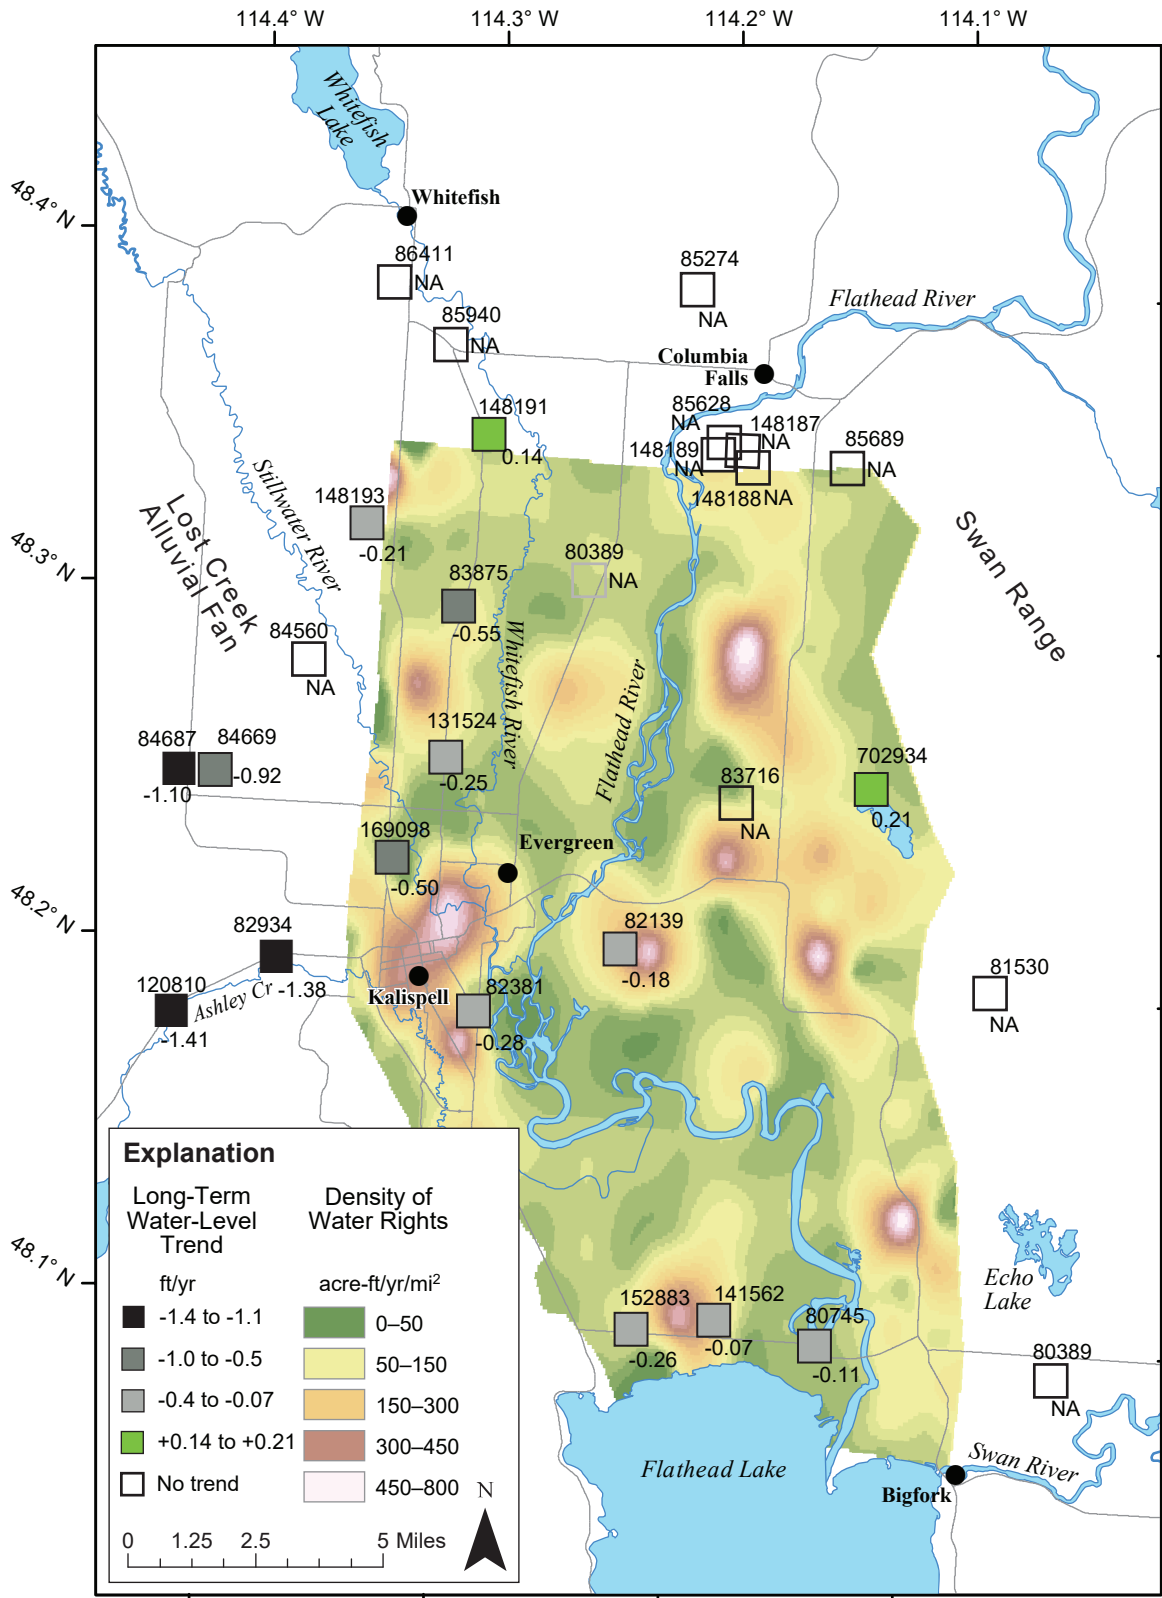 114.4° W
114.3° W
114.2° W
114.1° W
48.4° N
48.3° N
48.2° N
48.1° N
Whitefish
Lake
Whitefish
86411
NA
85274
NA
85940
NA
Flathead River
Columbia
Falls
148191
0.14
85628
NA
148187
NA
148189
NA
148188
NA
85689
NA
Stillwater River
Lost Creek
Alluvial Fan
148193
-0.21
80389
NA
83875
-0.55
Swan Range
84560
NA
Whitefish River
Flathead River
131524
-0.25
84687
-1.10
84669
-0.92
702934
0.21
83716
NA
169098
-0.50
Evergreen
82934
-1.38
82139
-0.18
120810
-1.41
Ashley Cr
Kalispell
82381
-0.28
81530
NA
Echo
Lake
152883
-0.26
141562
-0.07
80745
-0.11
80389
NA
Flathead Lake
Swan River
Bigfork
Explanation
Long-Term
Water-Level
Trend
ft/yr
-1.4 to -1.1
-1.0 to -0.5
-0.4 to -0.07
+0.14 to +0.21
No trend
Density of
Water Rights
acre-ft/yr/mi²
0–50
50–150
150–300
300–450
450–800
N
0 1.25 2.5 5 Miles